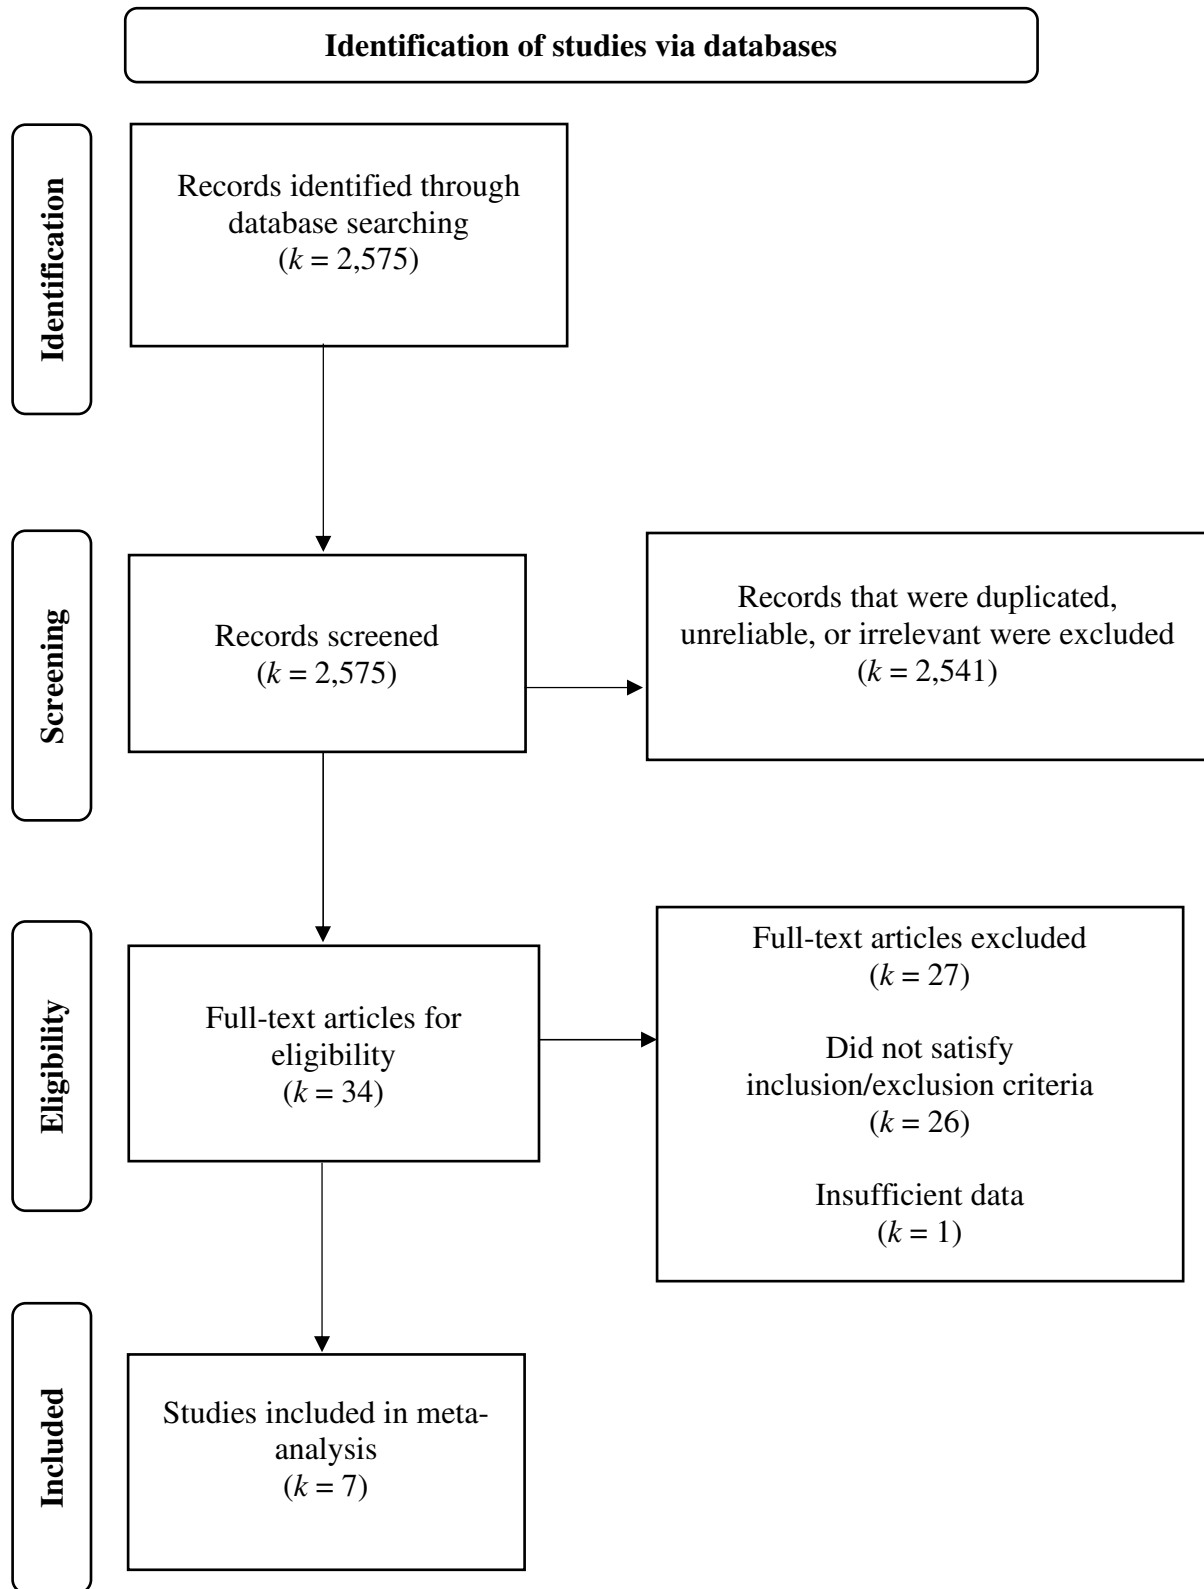 Identification of studies via databases
Identification
Records identified through
database searching
(k = 2,575)
Screening
Records screened
(k = 2,575)
Records that were duplicated,
unreliable, or irrelevant were excluded
(k = 2,541)
Eligibility
Full-text articles for
eligibility
(k = 34)
Full-text articles excluded
(k = 27)
Did not satisfy
inclusion/exclusion criteria
(k = 26)
Insufficient data
(k = 1)
Included
Studies included in meta-
analysis
(k = 7)